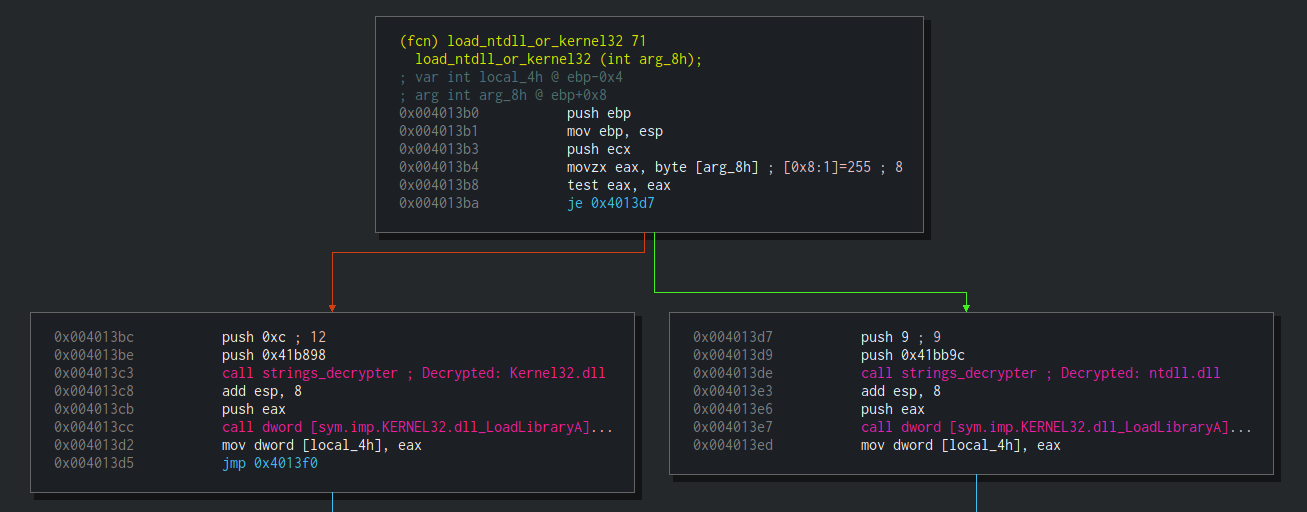 (fcn) load_ntdll_or_kernel32 71
load_ntdll_or_kernel32 (int arg_8h);
; var int local_4h @ ebp-0x4
; arg int arg_8h @ ebp+0x8
0x004013b0 push ebp
0x004013b1 mov ebp, esp
0x004013b3 push ecx
0x004013b4 movzx eax, byte [arg_8h] ; [0x8:1]=255 ; 8
0x004013b8 test eax, eax
0x004013ba je 0x4013d7
0x004013bc push 0xc ; 12
0x004013be push 0x41b898
0x004013c3 call strings_decrypter ; Decrypted: Kernel32.dll
0x004013c8 add esp, 8
0x004013cb push eax
0x004013cc call dword [sym.imp.KERNEL32.dll_LoadLibraryA]...
0x004013d2 mov dword [local_4h], eax
0x004013d5 jmp 0x4013f0
0x004013d7 push 9 ; 9
0x004013d9 push 0x41bb9c
0x004013de call strings_decrypter ; Decrypted: ntdll.dll
0x004013e3 add esp, 8
0x004013e6 push eax
0x004013e7 call dword [sym.imp.KERNEL32.dll_LoadLibraryA]...
0x004013ed mov dword [local_4h], eax